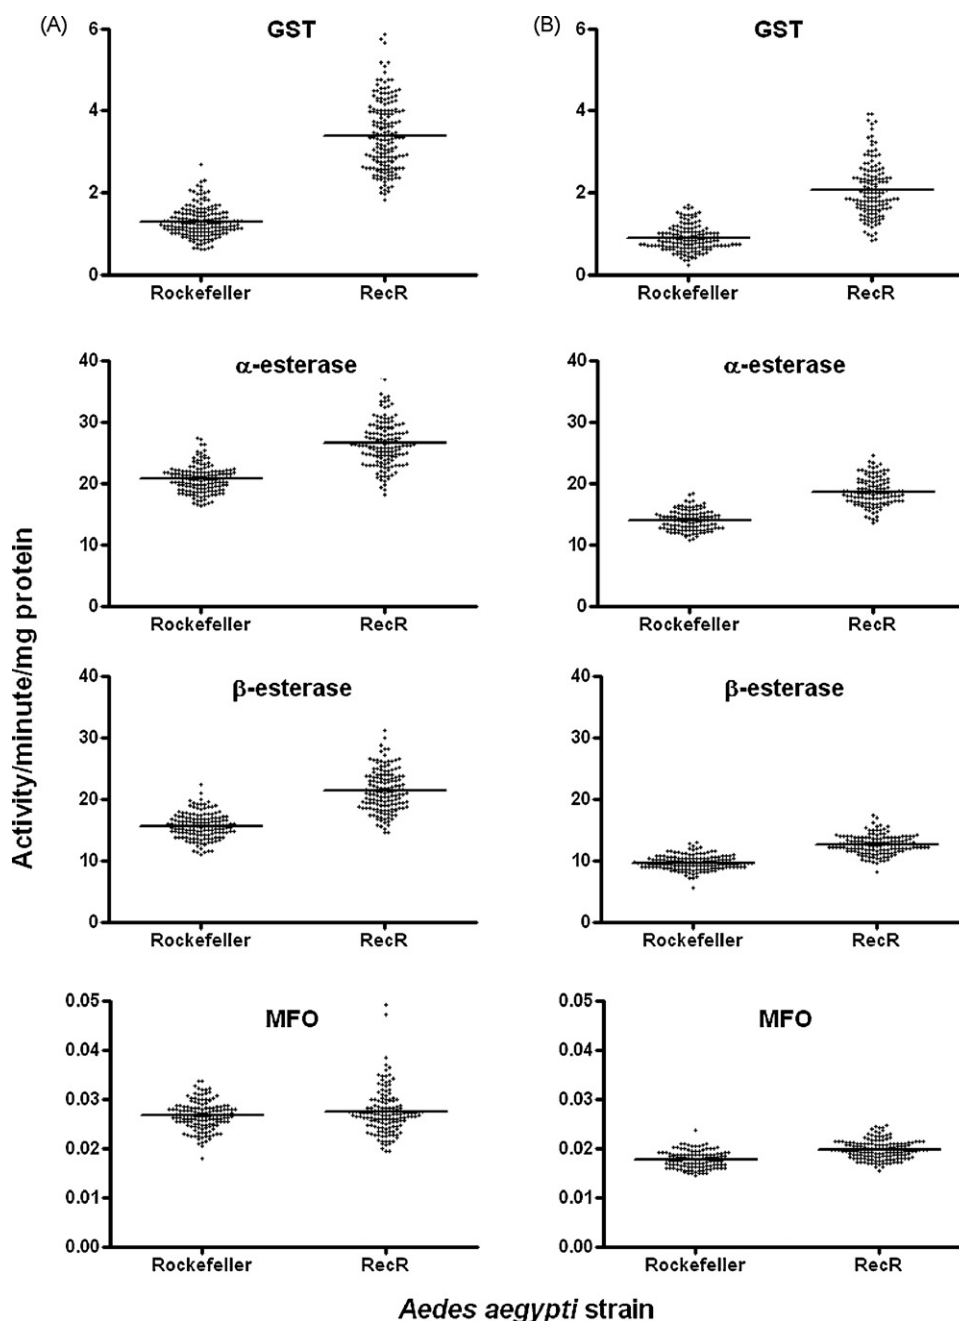 (A) GST
6
4
2
0
Rockefeller RecR
(B) GST
6
4
2
0
Rockefeller RecR
α-esterase
40
30
20
10
0
Rockefeller RecR
α-esterase
40
30
20
10
0
Rockefeller RecR
β-esterase
40
30
20
10
0
Rockefeller RecR
β-esterase
40
30
20
10
0
Rockefeller RecR
MFO
0.05
0.04
0.03
0.02
0.01
0.00
Rockefeller RecR
MFO
0.05
0.04
0.03
0.02
0.01
0.00
Rockefeller RecR
Activity/minute/mg protein
Aedes aegypti strain